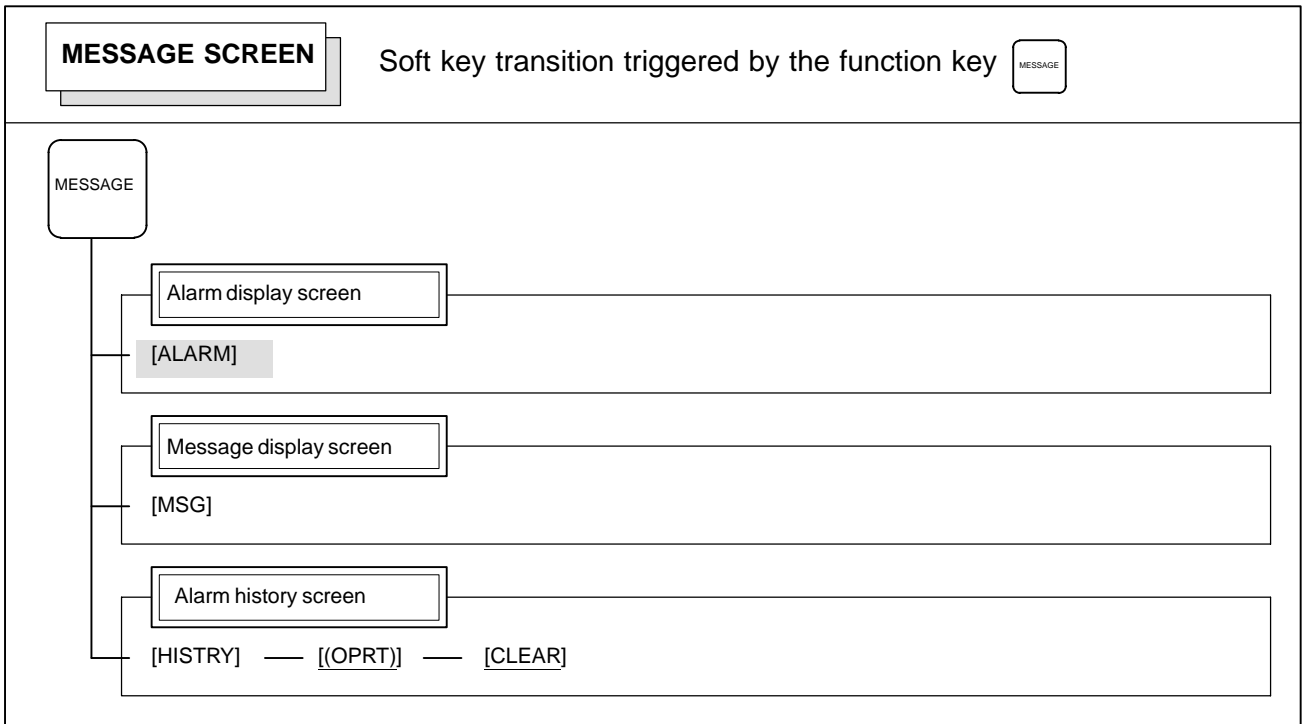 MESSAGE SCREEN
Soft key transition triggered by the function key MESSAGE
MESSAGE
Alarm display screen
[ALARM]
Message display screen
[MSG]
Alarm history screen
[HISTRY] [(OPRT)] [CLEAR]